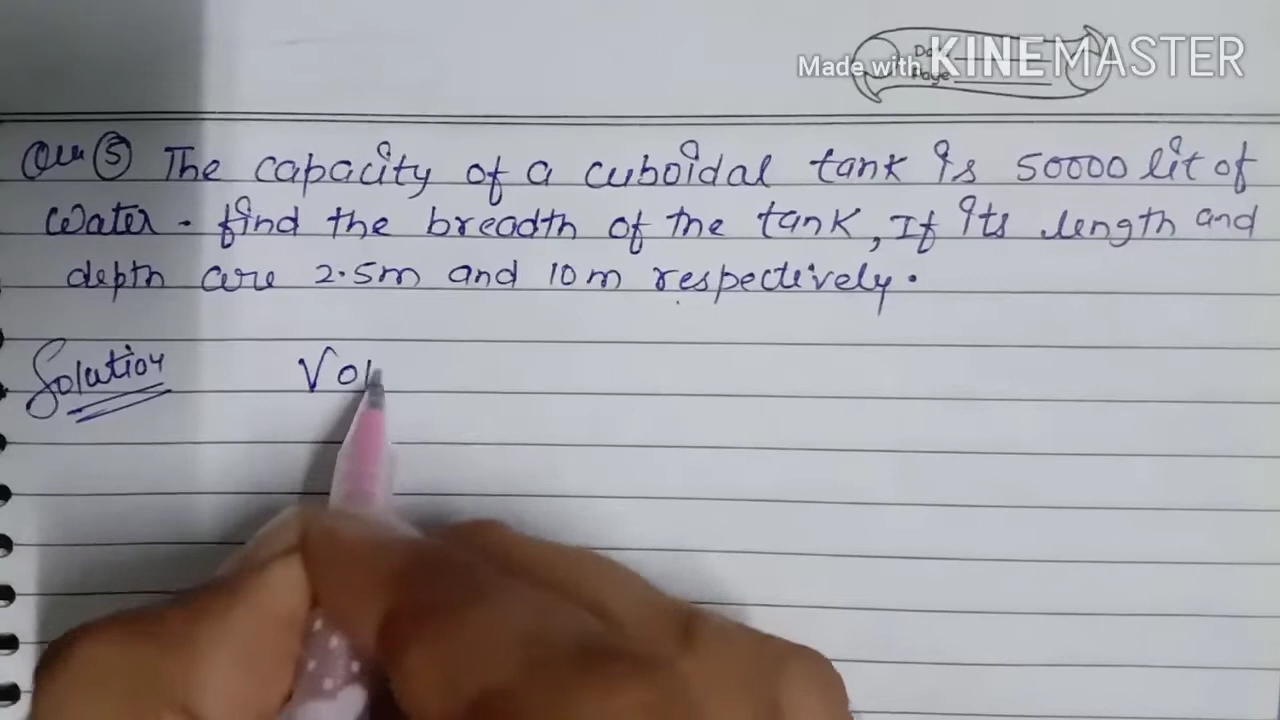 Made with KINEMASTER
Page
Que (5) The capacity of a cuboidal tank is 50000 lit of
water. find the breadth of the tank, If its length and
depth are 2.5m and 10m respectively.
Solution Vol